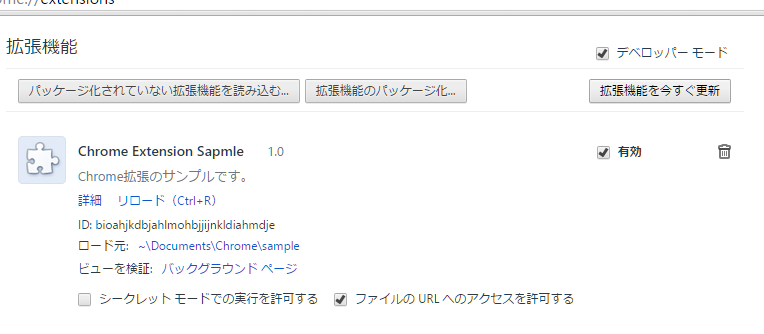 ome://extensions
拡張機能
デベロッパー モード
パッケージ化されていない拡張機能を読み込む... 拡張機能のパッケージ化... 拡張機能を今すぐ更新
Chrome Extension Sapmle 1.0 有効
Chrome拡張のサンプルです。
詳細 リロード（Ctrl+R）
ID: bioahjkdbjahlmohbjjijnkldiahmdje
ロード元: ~\Documents\Chrome\sample
ビューを検証: バックグラウンド ページ
シークレット モードでの実行を許可する ファイルの URL へのアクセスを許可する